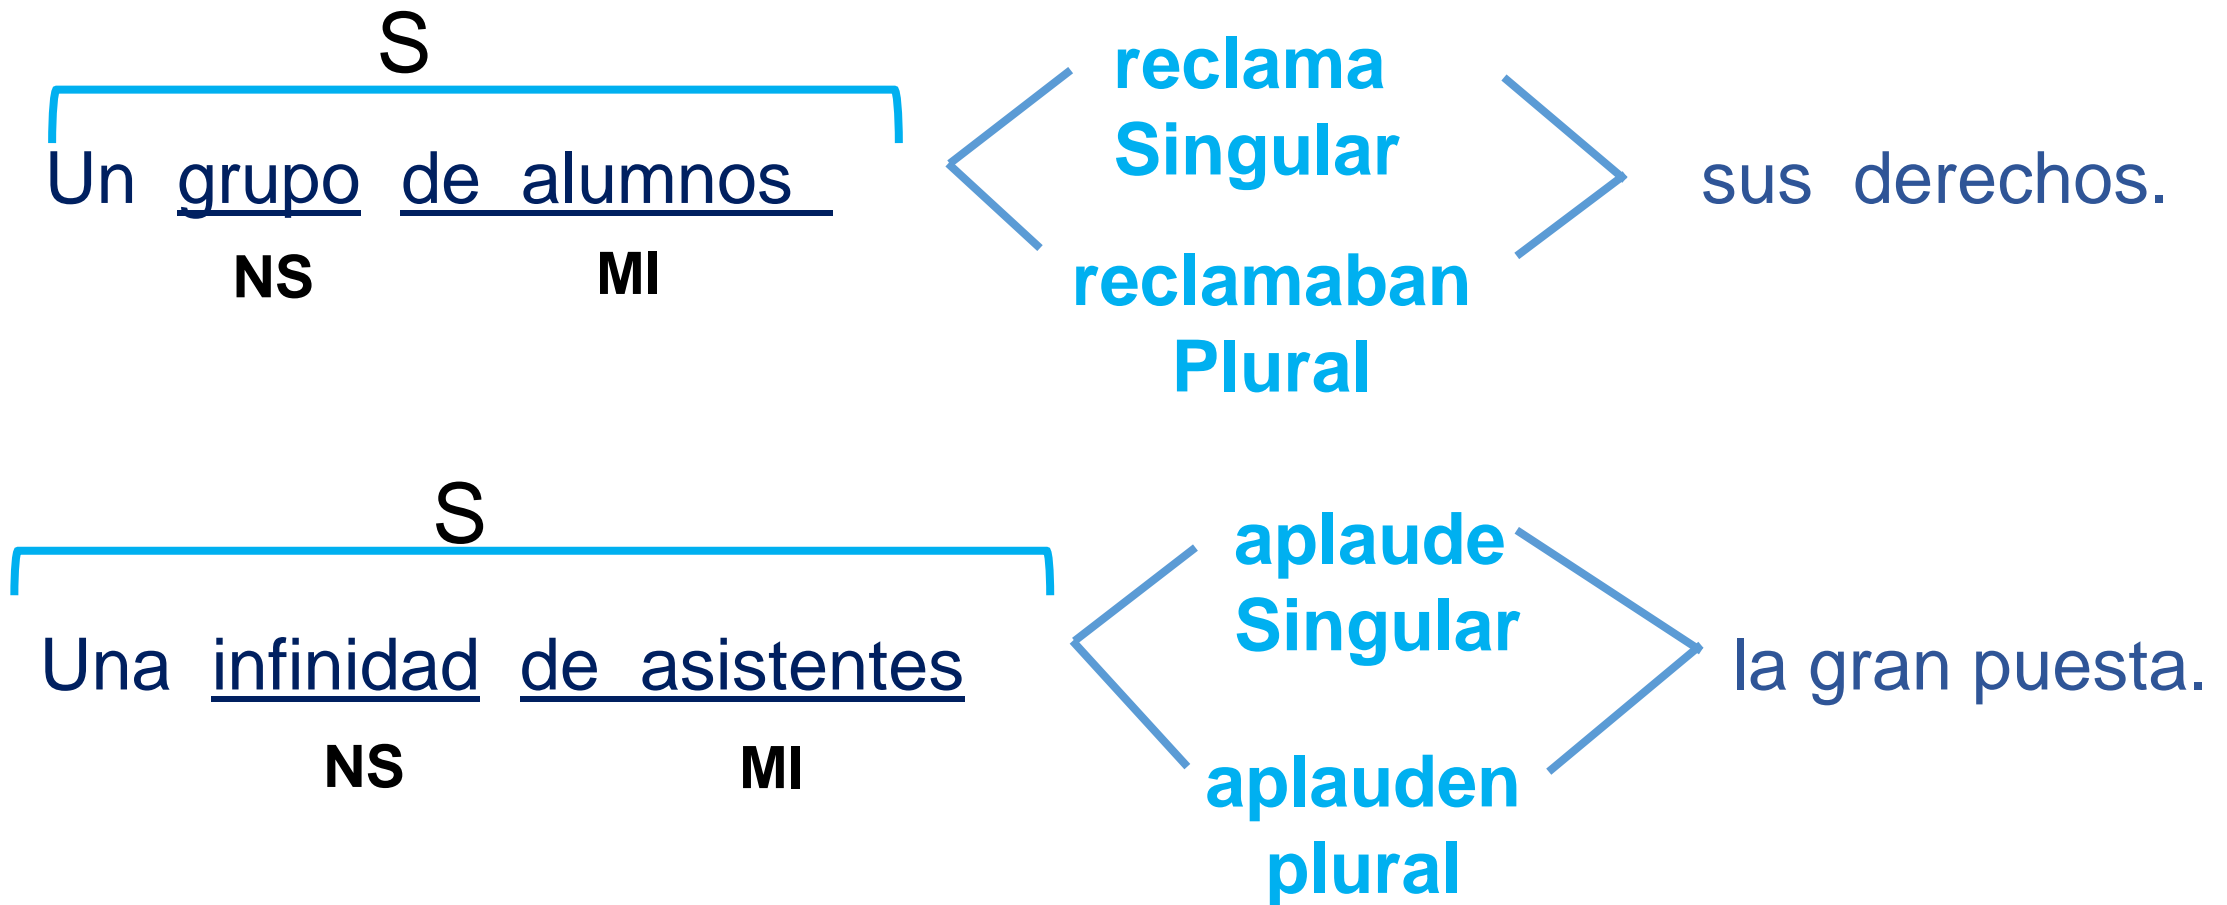 S
reclama
Singular
Un grupo de alumnos
sus derechos.
NS MI
reclamaban
Plural
S
aplaude
Singular
Una infinidad de asistentes
la gran puesta.
NS MI
aplauden
plural